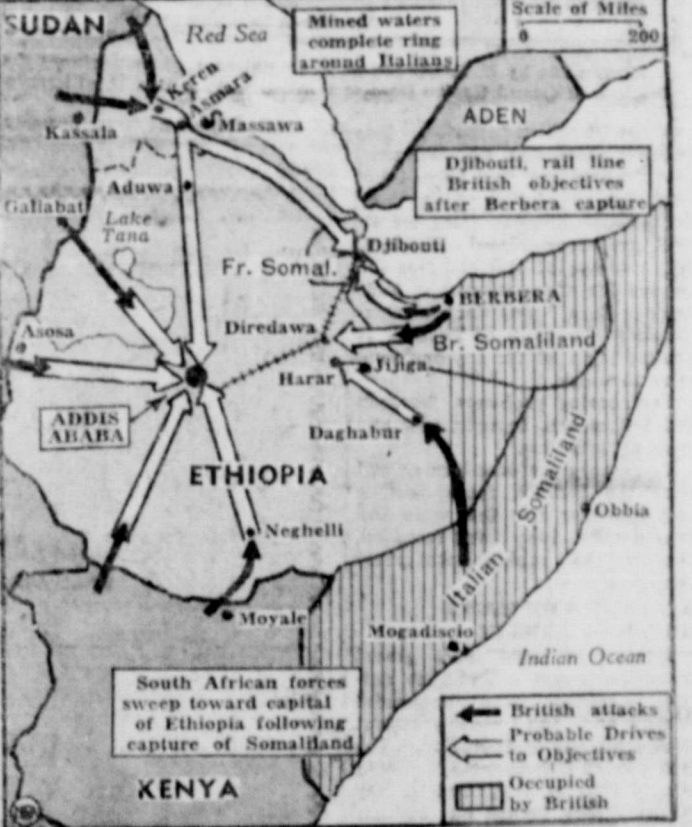 SUDAN
Red Sea
Mined waters
complete ring
around Italians
Scale of Miles
0 200
Keren
Asmara
Kassala
Massawa
ADEN
Djibouti, rail line
British objectives
after Berbera capture
Aduwa
Gallabat
Lake
Tana
Djibouti
Fr. Somal.
BERBERA
Diredawa
Br. Somaliland
Asosa
Jijiga
Harar
ADDIS
ABABA
Daghabur
ETHIOPIA
Italian Somaliland
Obbia
Neghelli
Moyale
Mogadiscio
Indian Ocean
South African forces
sweep toward capital
of Ethiopia following
capture of Somaliland
KENYA
British attacks
Probable Drives
to Objectives
Occupied
by British